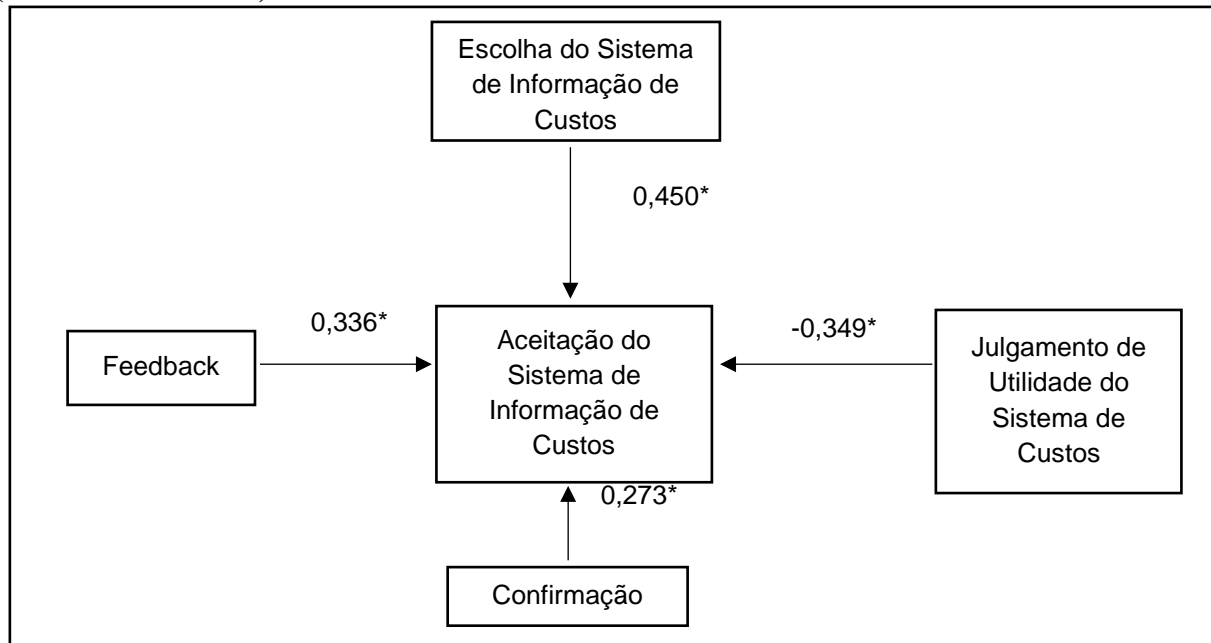 Escolha do Sistema
de Informação de
Custos
0,450*
0,336*
-0,349*
Feedback
Aceitação do
Sistema de
Informação de
Custos
Julgamento de
Utilidade do
Sistema de
Custos
0,273*
Confirmação